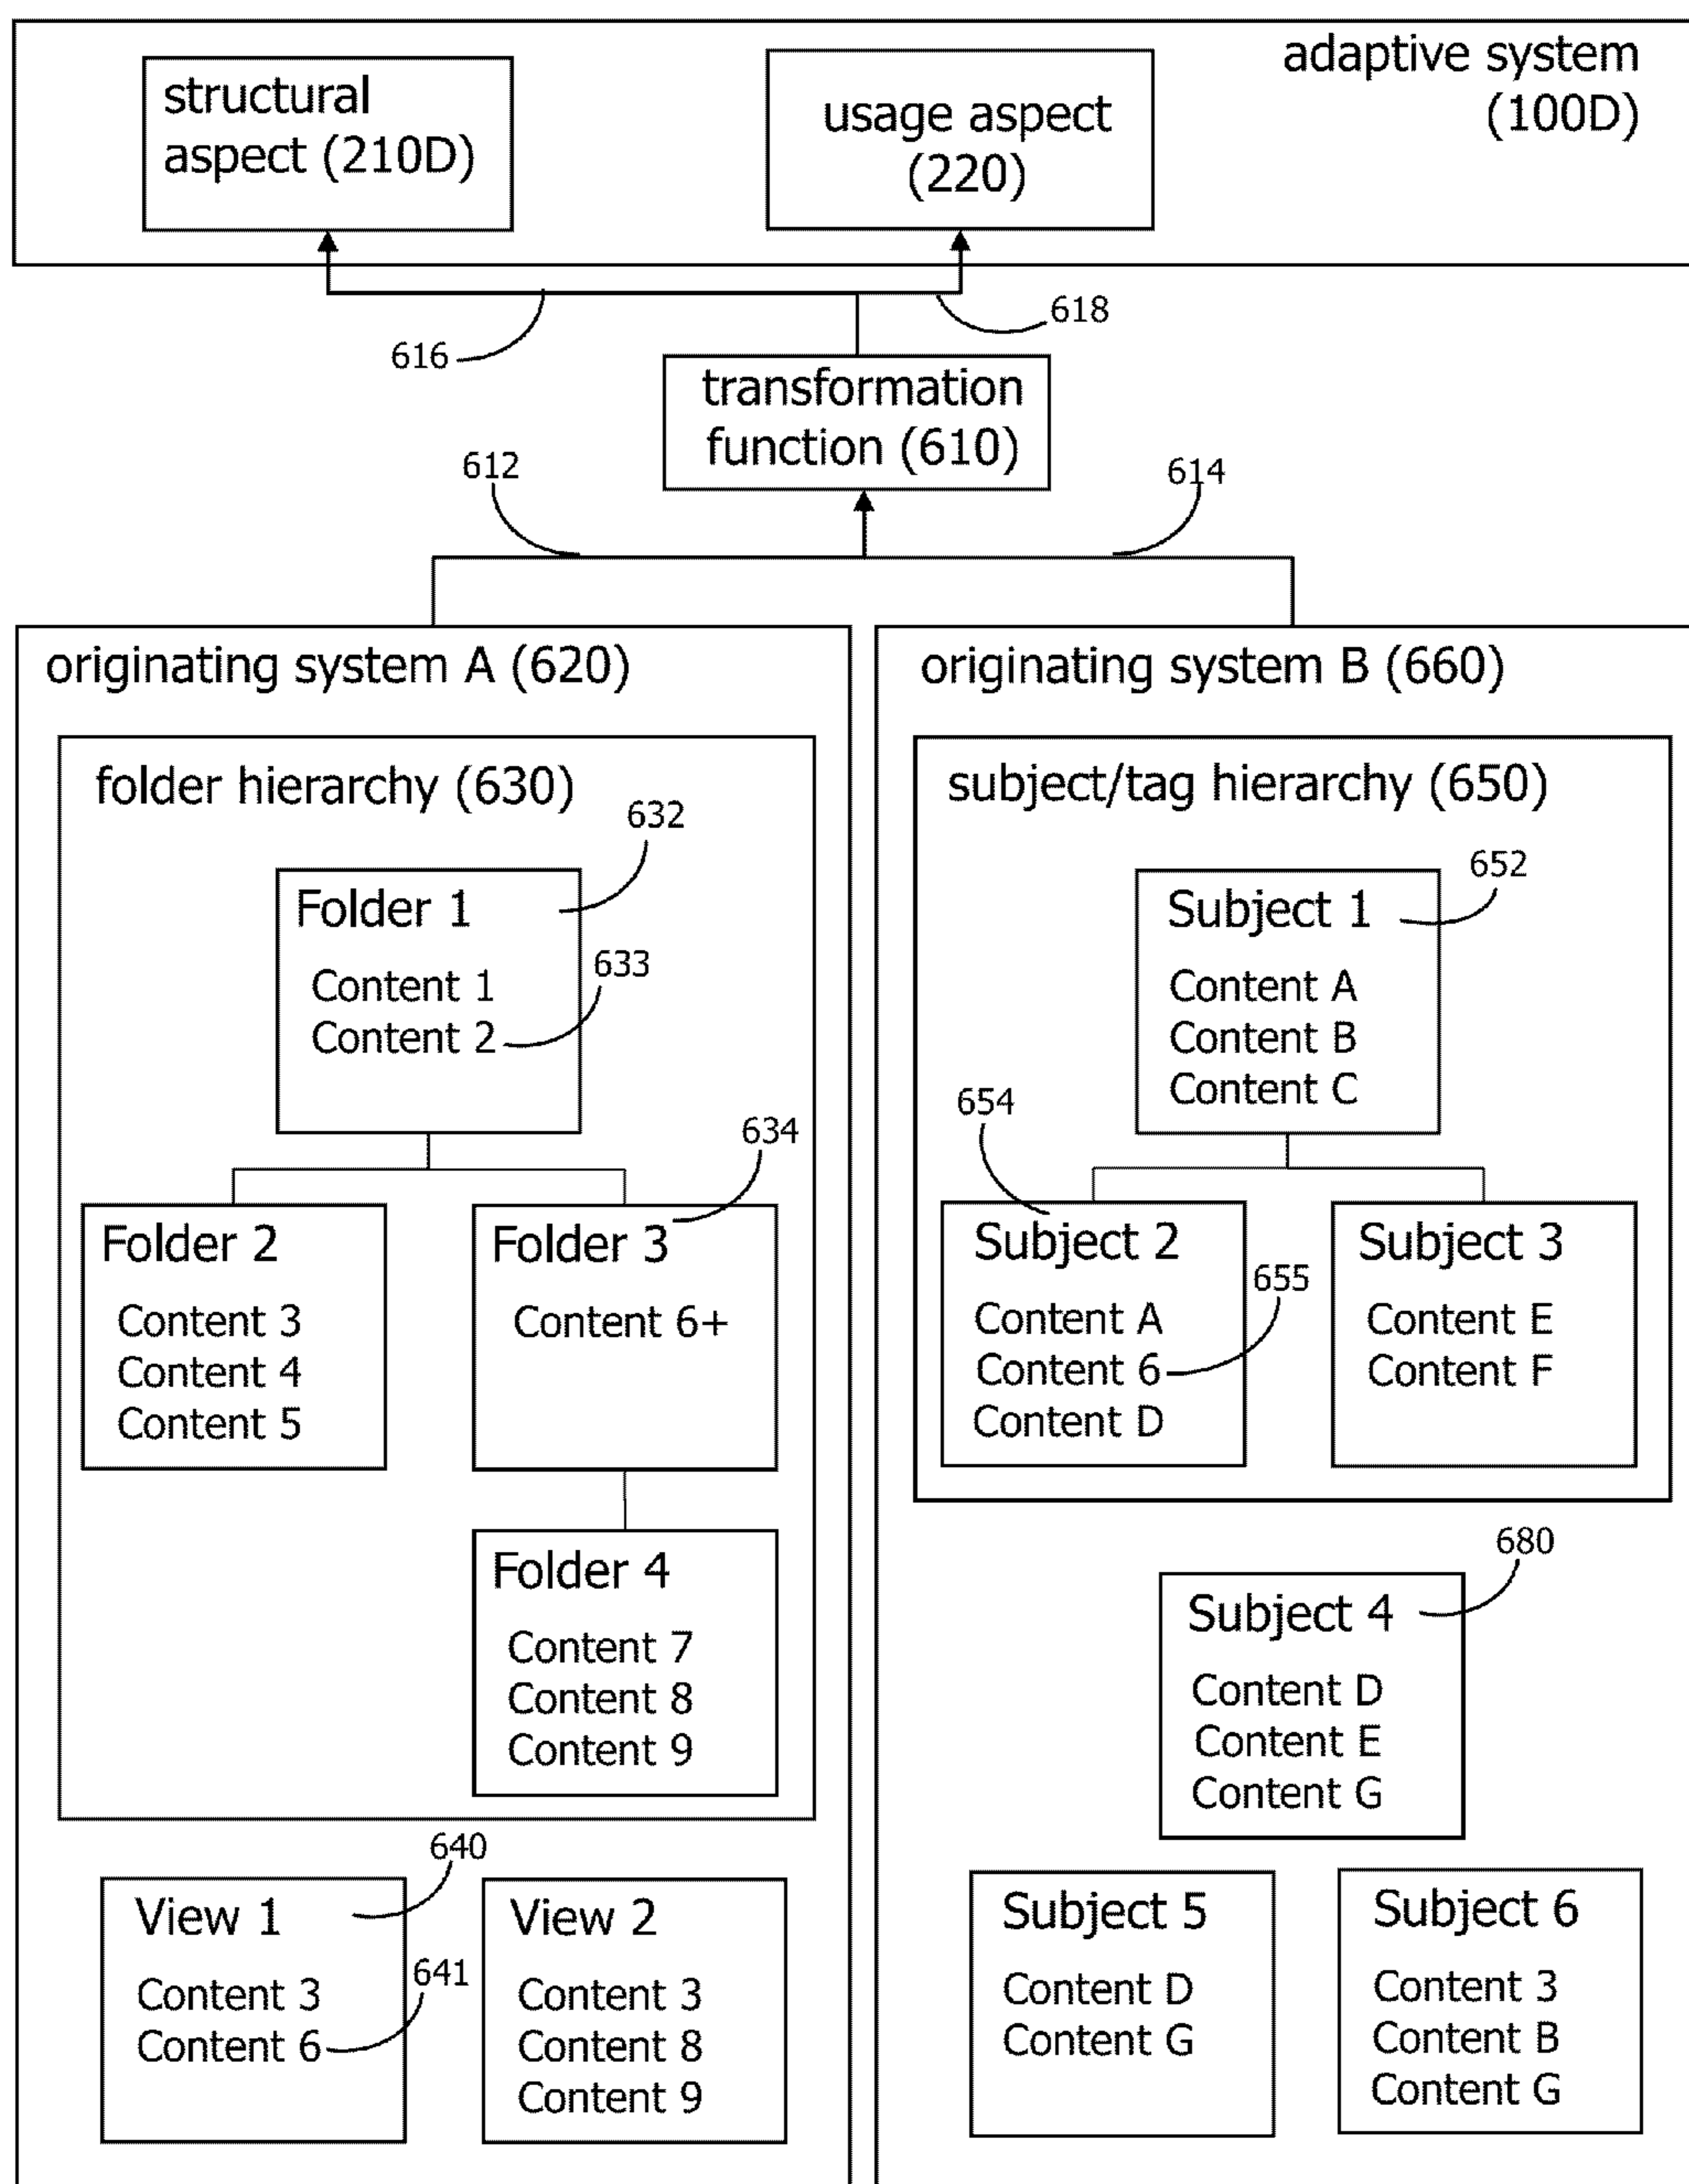 adaptive system
(100D)
structural
aspect (210D)
usage aspect
(220)
616
618
transformation
function (610)
612
614
originating system A (620)
folder hierarchy (630)
632
Folder 1
633
Content 1
Content 2
634
Folder 2
Content 3
Content 4
Content 5
Folder 3
Content 6+
Folder 4
Content 7
Content 8
Content 9
640
View 1
641
Content 3
Content 6
View 2
Content 3
Content 8
Content 9
originating system B (660)
subject/tag hierarchy (650)
652
Subject 1
Content A
Content B
Content C
654
Subject 2
655
Content A
Content 6
Content D
Subject 3
Content E
Content F
680
Subject 4
Content D
Content E
Content G
Subject 5
Content D
Content G
Subject 6
Content 3
Content B
Content G